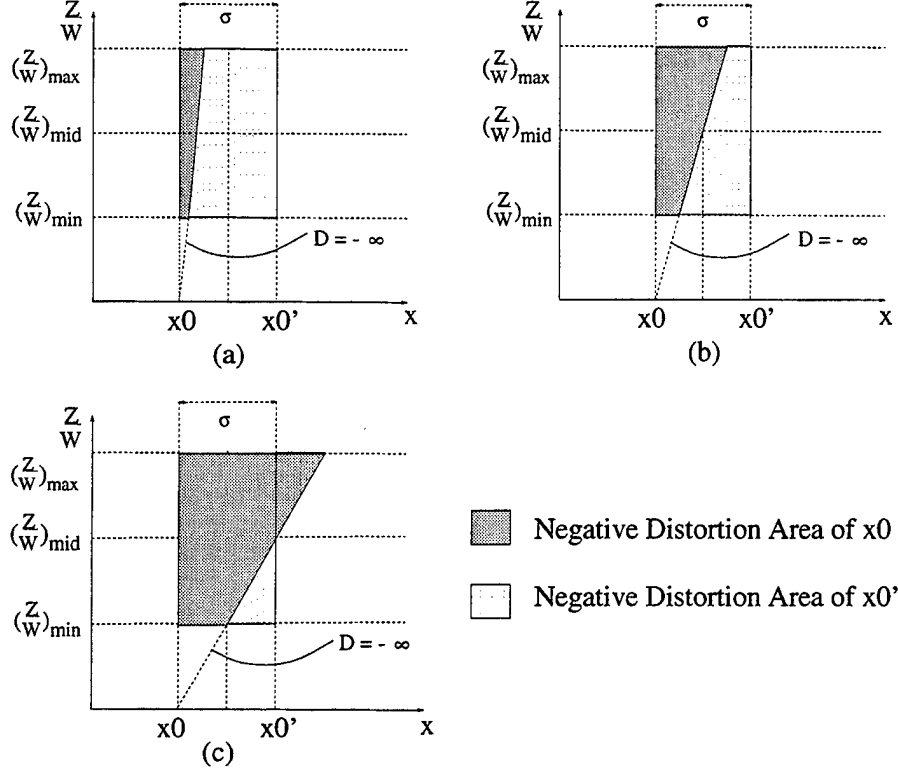 Z
W
σ
(Z/W)max
(Z/W)mid
(Z/W)min
D = - ∞
x0
x0'
x
(a)
Z
W
σ
(Z/W)max
(Z/W)mid
(Z/W)min
D = - ∞
x0
x0'
x
(b)
Z
W
σ
(Z/W)max
(Z/W)mid
(Z/W)min
D = - ∞
x0
x0'
x
(c)
Negative Distortion Area of x0
Negative Distortion Area of x0'